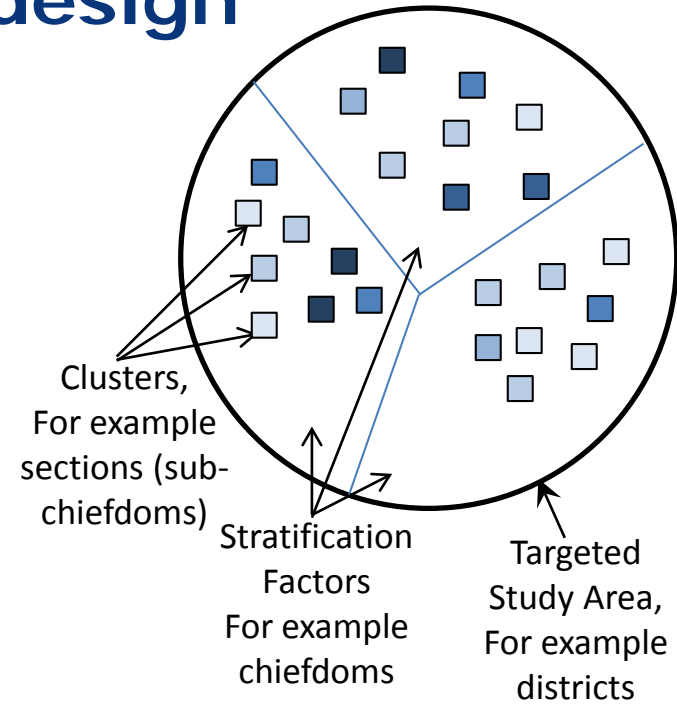 design
Clusters,
For example
sections (sub-
chiefdoms)
Stratification
Factors
For example
chiefdoms
Targeted
Study Area,
For example
districts